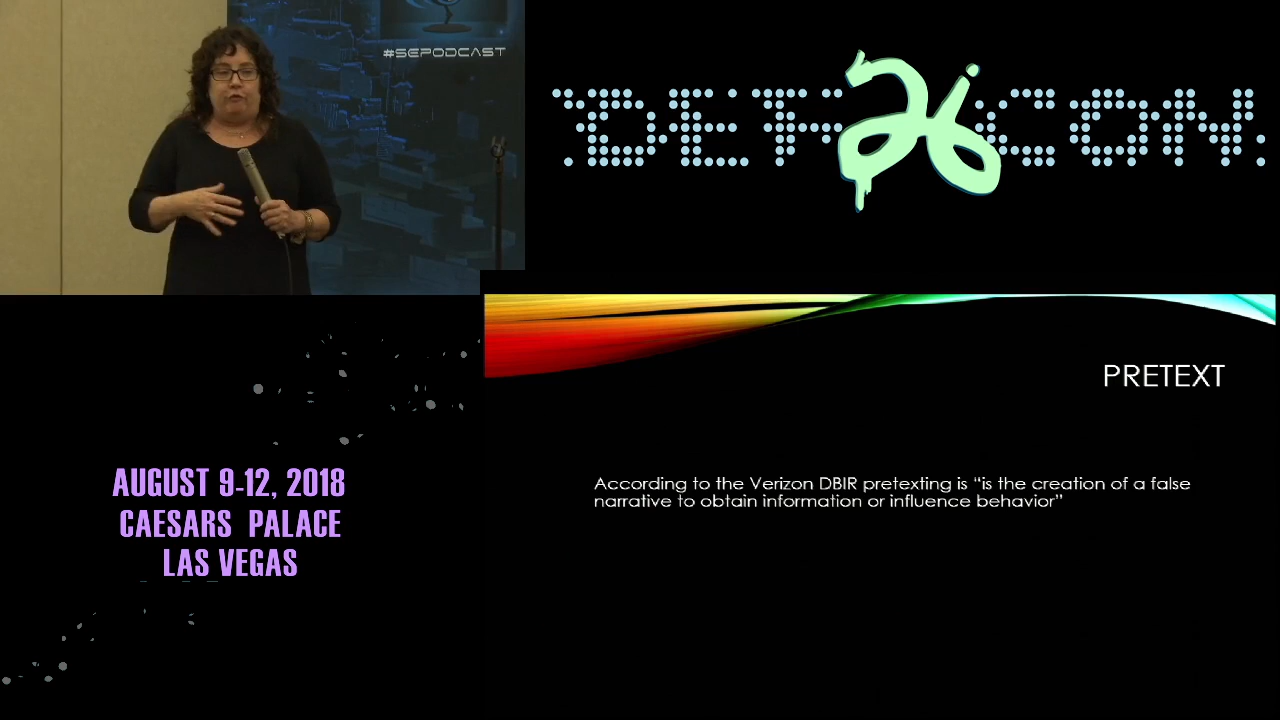 #SEPODCAST
DEF 26 CON
PRETEXT
According to the Verizon DBIR pretexting is “is the creation of a false
narrative to obtain information or influence behavior”
AUGUST 9-12, 2018
CAESARS PALACE
LAS VEGAS